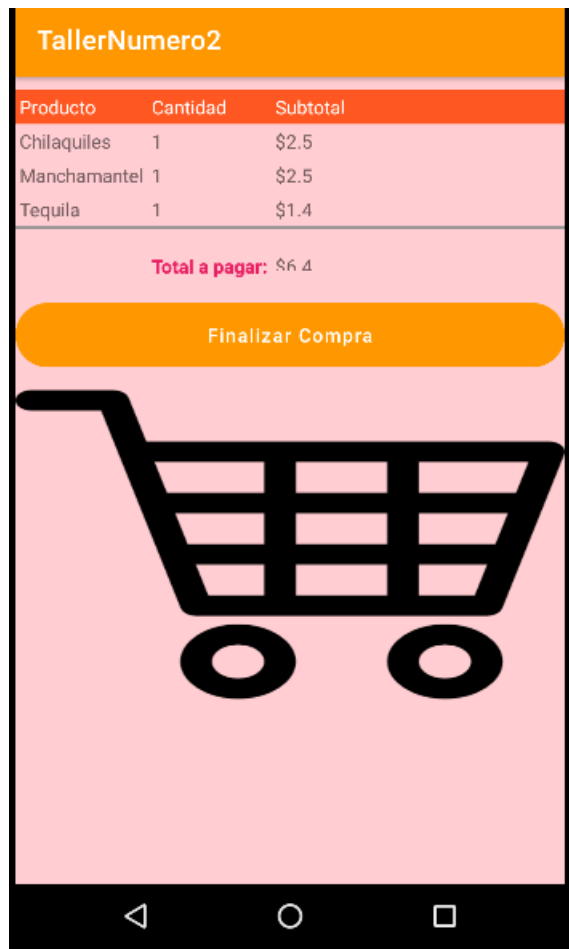 TallerNumero2
Producto Cantidad Subtotal
Chilaquiles 1 $2.5
Manchamantel 1 $2.5
Tequila 1 $1.4
Total a pagar: $6.4
Finalizar Compra